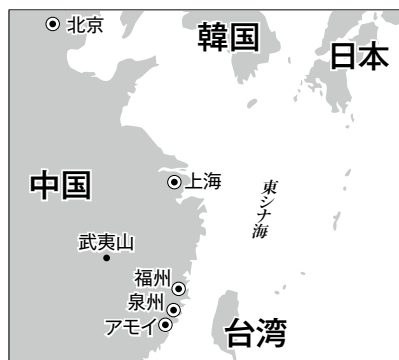 北京
韓国
日本
中国
上海
東シナ海
武夷山
福州
泉州
アモイ
台湾